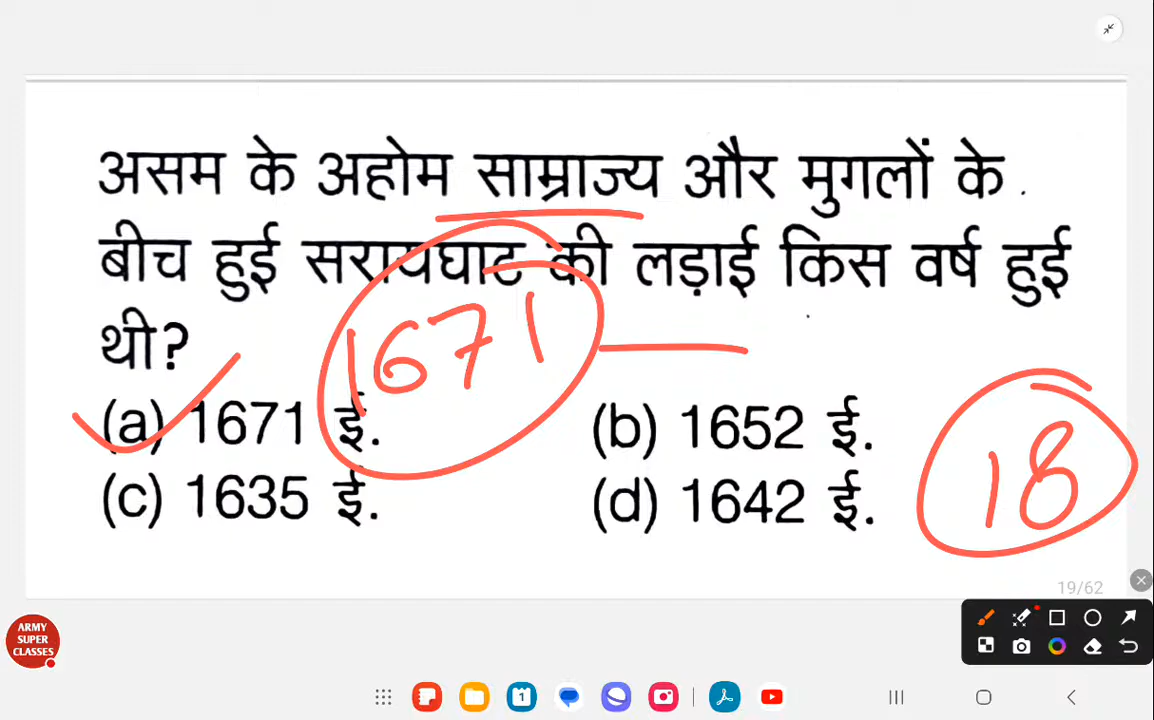 असम के अहोम साम्राज्य और मुगलों के
बीच हुई सरायघाट की लड़ाई किस वर्ष हुई
थी?
1671
(a) 1671 ई. (b) 1652 ई.
(c) 1635 ई. (d) 1642 ई.
18
19/62
ARMY
SUPER
CLASSES
1